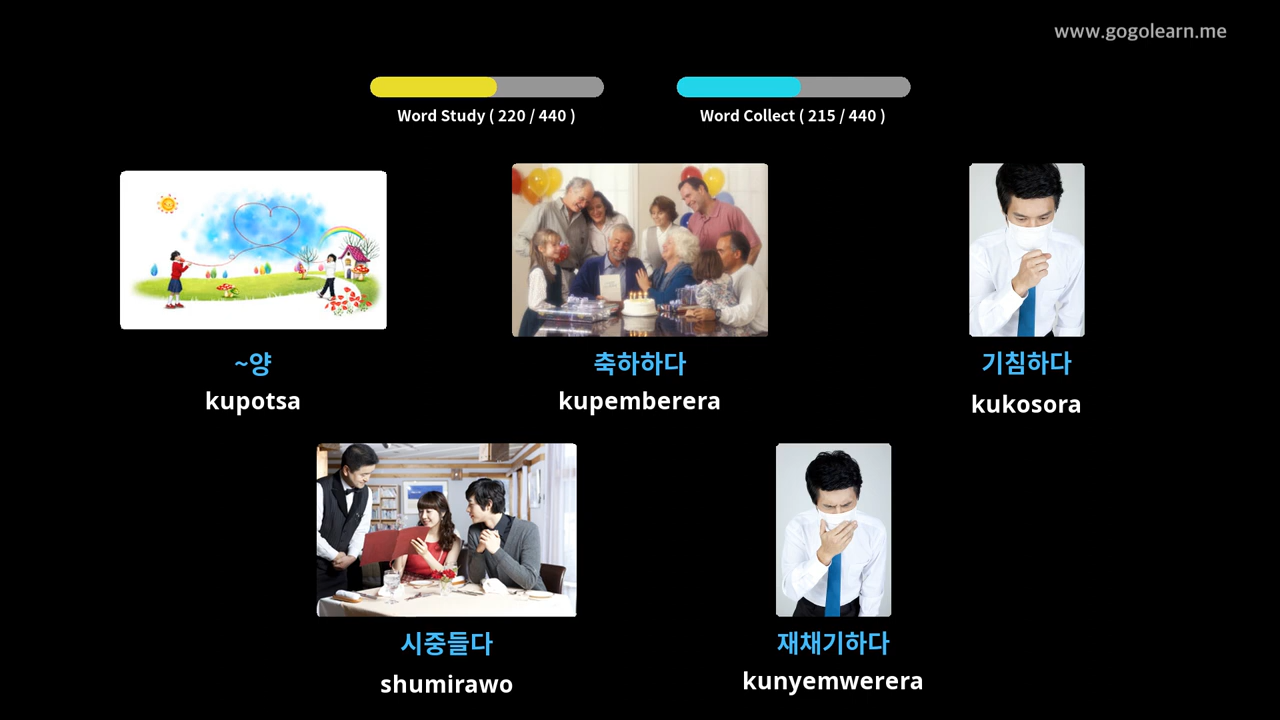 www.gogolearn.me
Word Study ( 220 / 440 )
Word Collect ( 215 / 440 )
~양
kupotsa
축하하다
kupemberera
기침하다
kukosora
시중들다
shumirawo
재채기하다
kunyemwerera